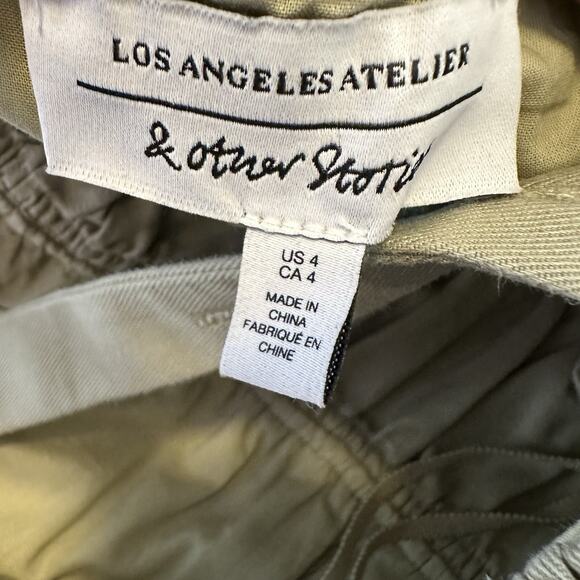 LOS ANGELES ATELIER
& other Stories
US 4
CA 4
MADE IN
CHINA
FABRIQUÉ EN
CHINE